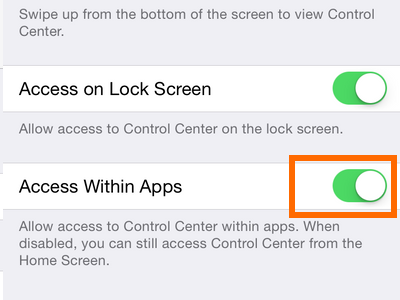 Swipe up from the bottom of the screen to view Control
Center.
Access on Lock Screen
Allow access to Control Center on the lock screen.
Access Within Apps
Allow access to Control Center within apps. When
disabled, you can still access Control Center from the
Home Screen.